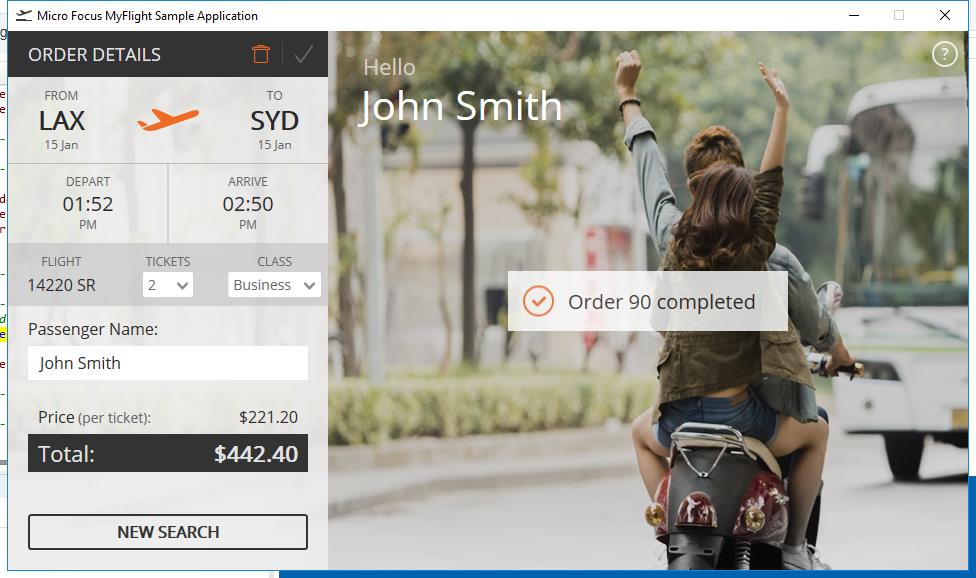 Micro Focus MyFlight Sample Application
ORDER DETAILS
?
Hello
John Smith
FROM
TO
LAX
SYD
15 Jan
15 Jan
DEPART
ARRIVE
01:52
02:50
PM
PM
FLIGHT
TICKETS
CLASS
14220 SR
2
Business
Order 90 completed
Passenger Name:
John Smith
Price (per ticket):
$221.20
Total:
$442.40
NEW SEARCH